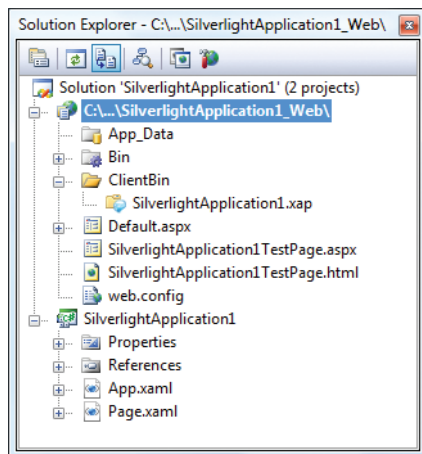 Solution Explorer - C:\...\SilverlightApplication1_Web\
Solution 'SilverlightApplication1' (2 projects)
C:\...\SilverlightApplication1_Web\
App_Data
Bin
ClientBin
SilverlightApplication1.xap
Default.aspx
SilverlightApplication1TestPage.aspx
SilverlightApplication1TestPage.html
web.config
SilverlightApplication1
Properties
References
App.xaml
Page.xaml